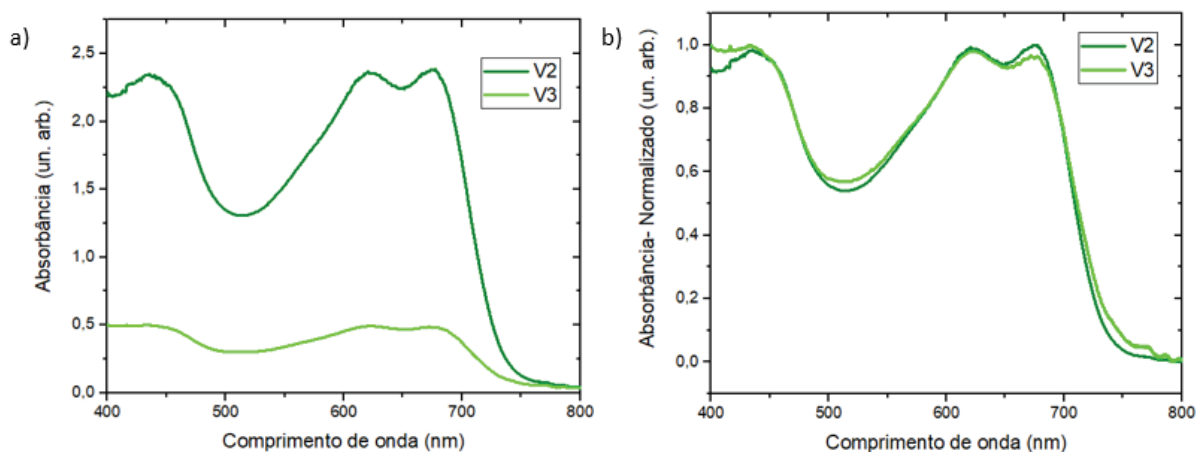 a)
Absorbância (un. arb.)
2.5
2.0
1.5
1.0
0.5
0.0
400
500
600
700
800
Comprimento de onda (nm)
V2
V3
b)
Absorbância- Normalizado (un. arb.)
1,0
0,8
0,6
0,4
0,2
0,0
400
500
600
700
800
Comprimento de onda (nm)
V2
V3